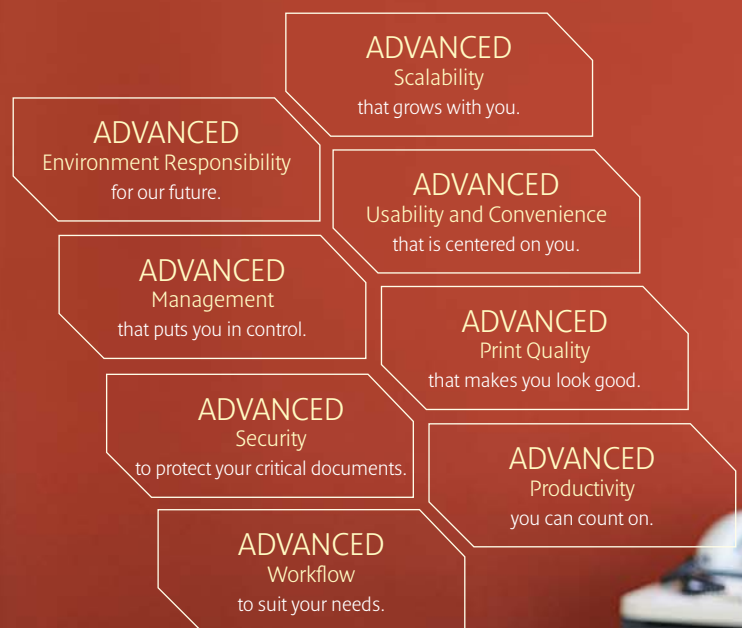 ADVANCED
Scalability
that grows with you.
ADVANCED
Environment Responsibility
for our future.
ADVANCED
Usability and Convenience
that is centered on you.
ADVANCED
Management
that puts you in control.
ADVANCED
Print Quality
that makes you look good.
ADVANCED
Security
to protect your critical documents.
ADVANCED
Productivity
you can count on.
ADVANCED
Workflow
to suit your needs.